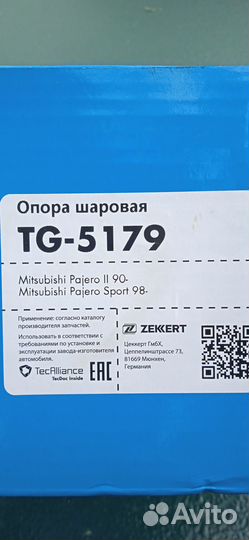 Опора шаровая
TG-5179
Mitsubishi Pajero II 90-
Mitsubishi Pajero Sport 98-
Применение: согласно каталогу
производителя запчастей.
Использовать в соответствии с
требованиями по установке и
эксплуатации завода-изготовителя
автомобиля.
TecAlliance
TecDoc Inside
EAC
ZEKKERT
Цеккерт ГмбХ,
Цеппелинштрассе 73,
81669 Мюнхен,
Германия
Avito